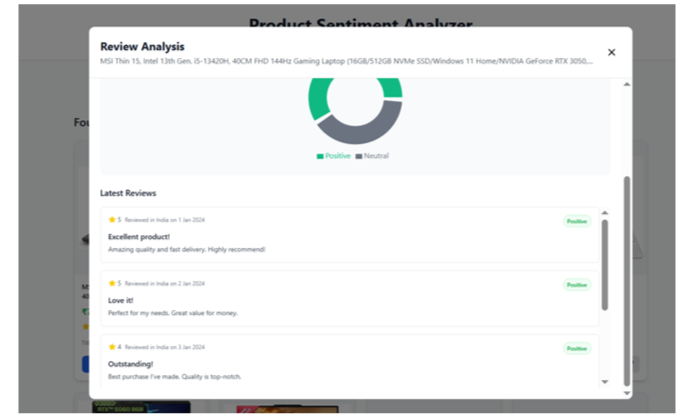 Product Sentiment Analyzer
Review Analysis
MSI Thin 15, Intel 13th Gen. i5-13420H, 40CM FHD 144Hz Gaming Laptop (16GB/512GB NVMe SSD/Windows 11 Home/NVIDIA GeForce RTX 3050,...
Fou
Positive Neutral
Latest Reviews
5 Reviewed in India on 1 Jan 2024 Positive
Excellent product!
Amazing quality and fast delivery. Highly recommend!
5 Reviewed in India on 2 Jan 2024 Positive
Love it!
Perfect for my needs. Great value for money.
4 Reviewed in India on 3 Jan 2024 Positive
Outstanding!
Best purchase I've made. Quality is top-notch.